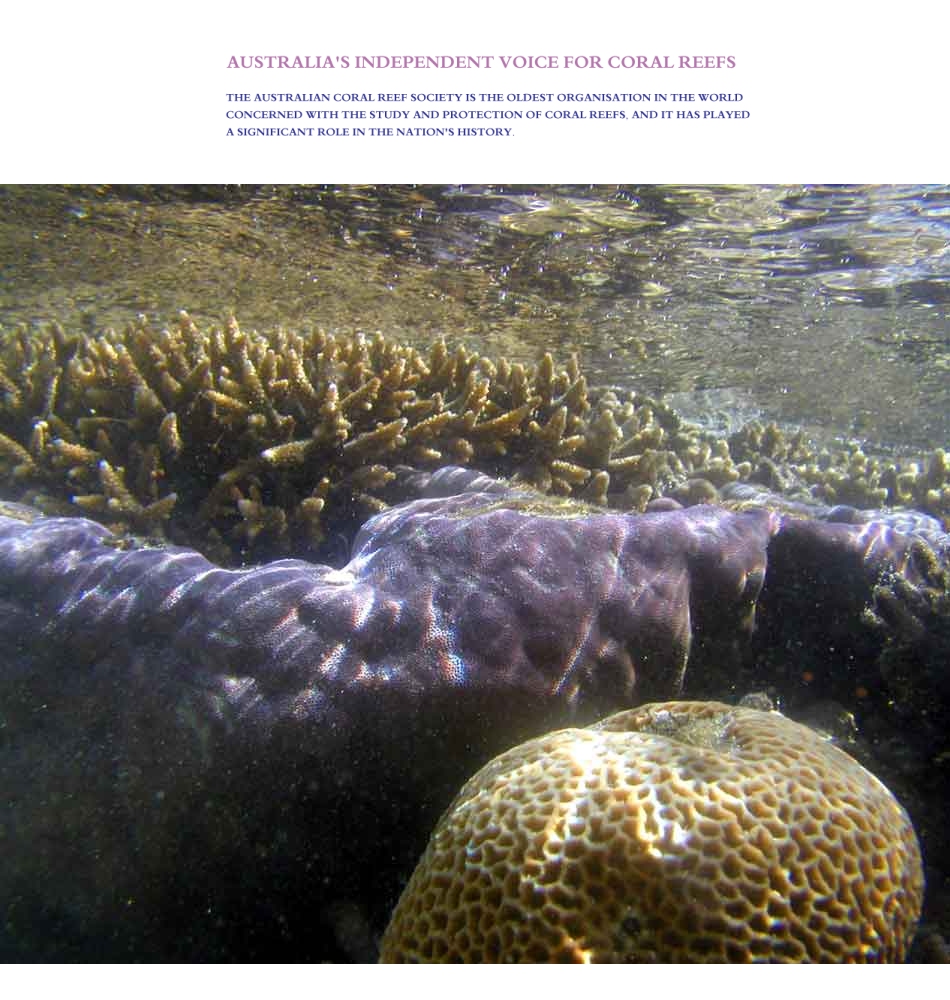 AUSTRALIA'S INDEPENDENT VOICE FOR CORAL REEFS
THE AUSTRALIAN CORAL REEF SOCIETY IS THE OLDEST ORGANISATION IN THE WORLD
CONCERNED WITH THE STUDY AND PROTECTION OF CORAL REEFS, AND IT HAS PLAYED
A SIGNIFICANT ROLE IN THE NATION'S HISTORY.